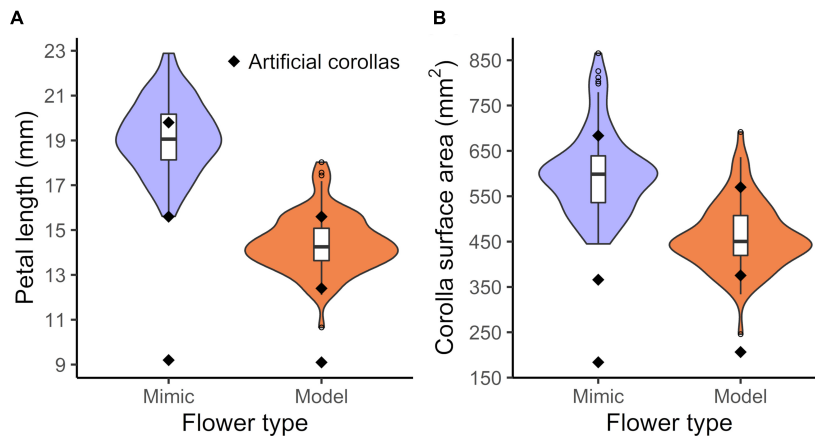 A
Petal length (mm)
23
21
19
17
15
13
11
9
◆ Artificial corollas
Mimic Model
Flower type
B
Corolla surface area (mm²)
850
750
650
550
450
350
250
150
Mimic Model
Flower type